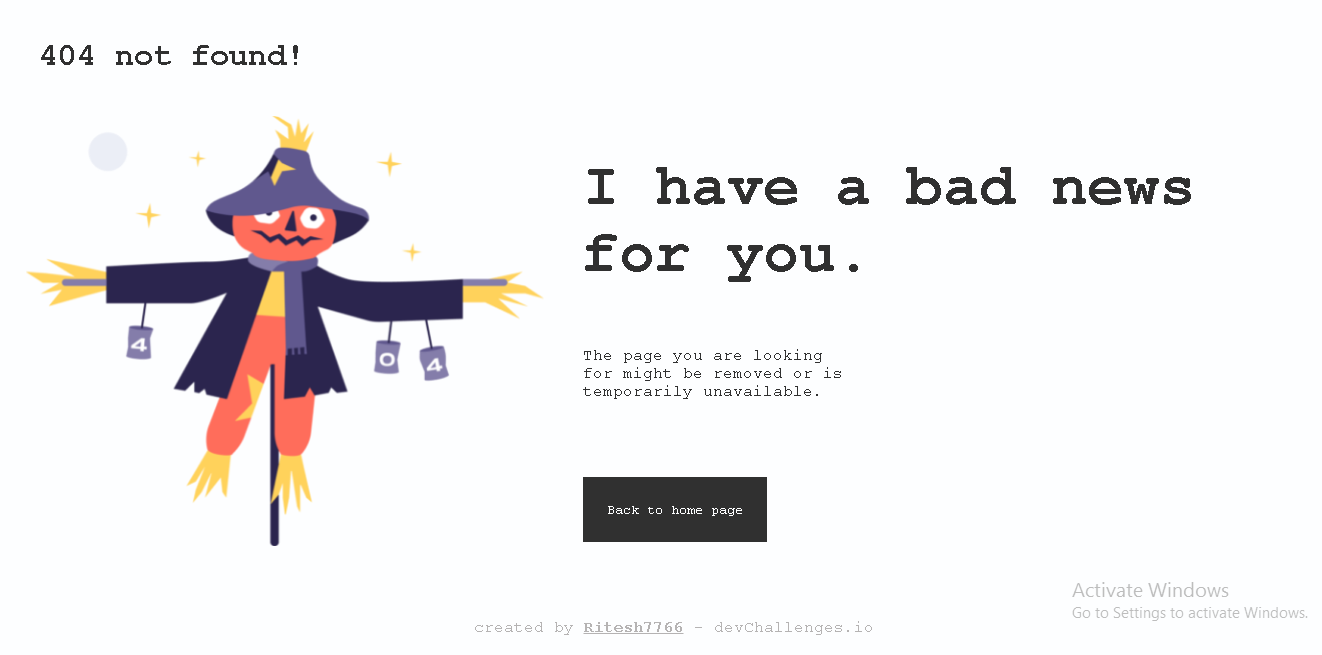 404 not found!
I have a bad news
for you.
4
0
4
The page you are looking
for might be removed or is
temporarily unavailable.
Back to home page
Activate Windows
Go to Settings to activate Windows.
created by Ritesh7766 - devChallenges.io